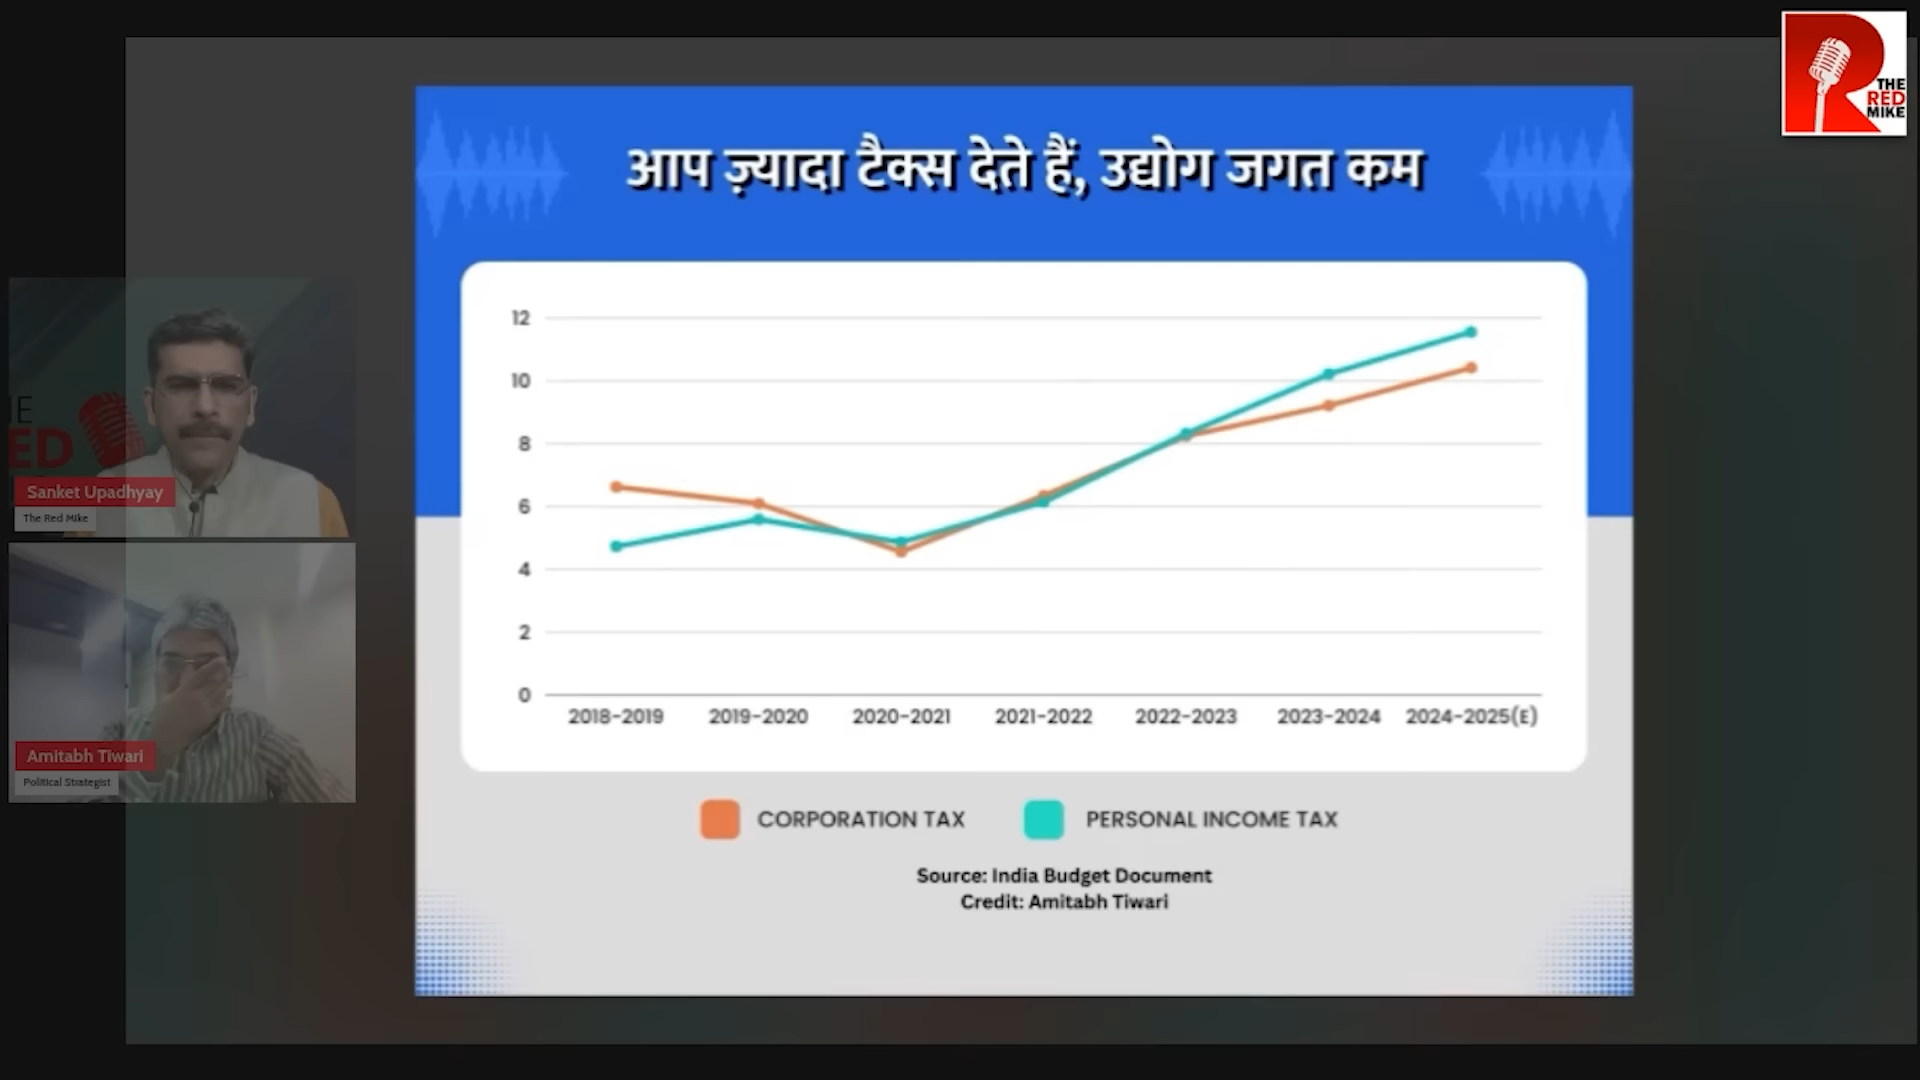 THE
RED
MIKE
आप ज़्यादा टैक्स देते हैं, उद्योग जगत कम
12
10
8
6
4
2
0
2018-2019 2019-2020 2020-2021 2021-2022 2022-2023 2023-2024 2024-2025(E)
CORPORATION TAX PERSONAL INCOME TAX
Source: India Budget Document
Credit: Amitabh Tiwari
Sanket Upadhyay
The Red Mike
Amitabh Tiwari
Political Strategist